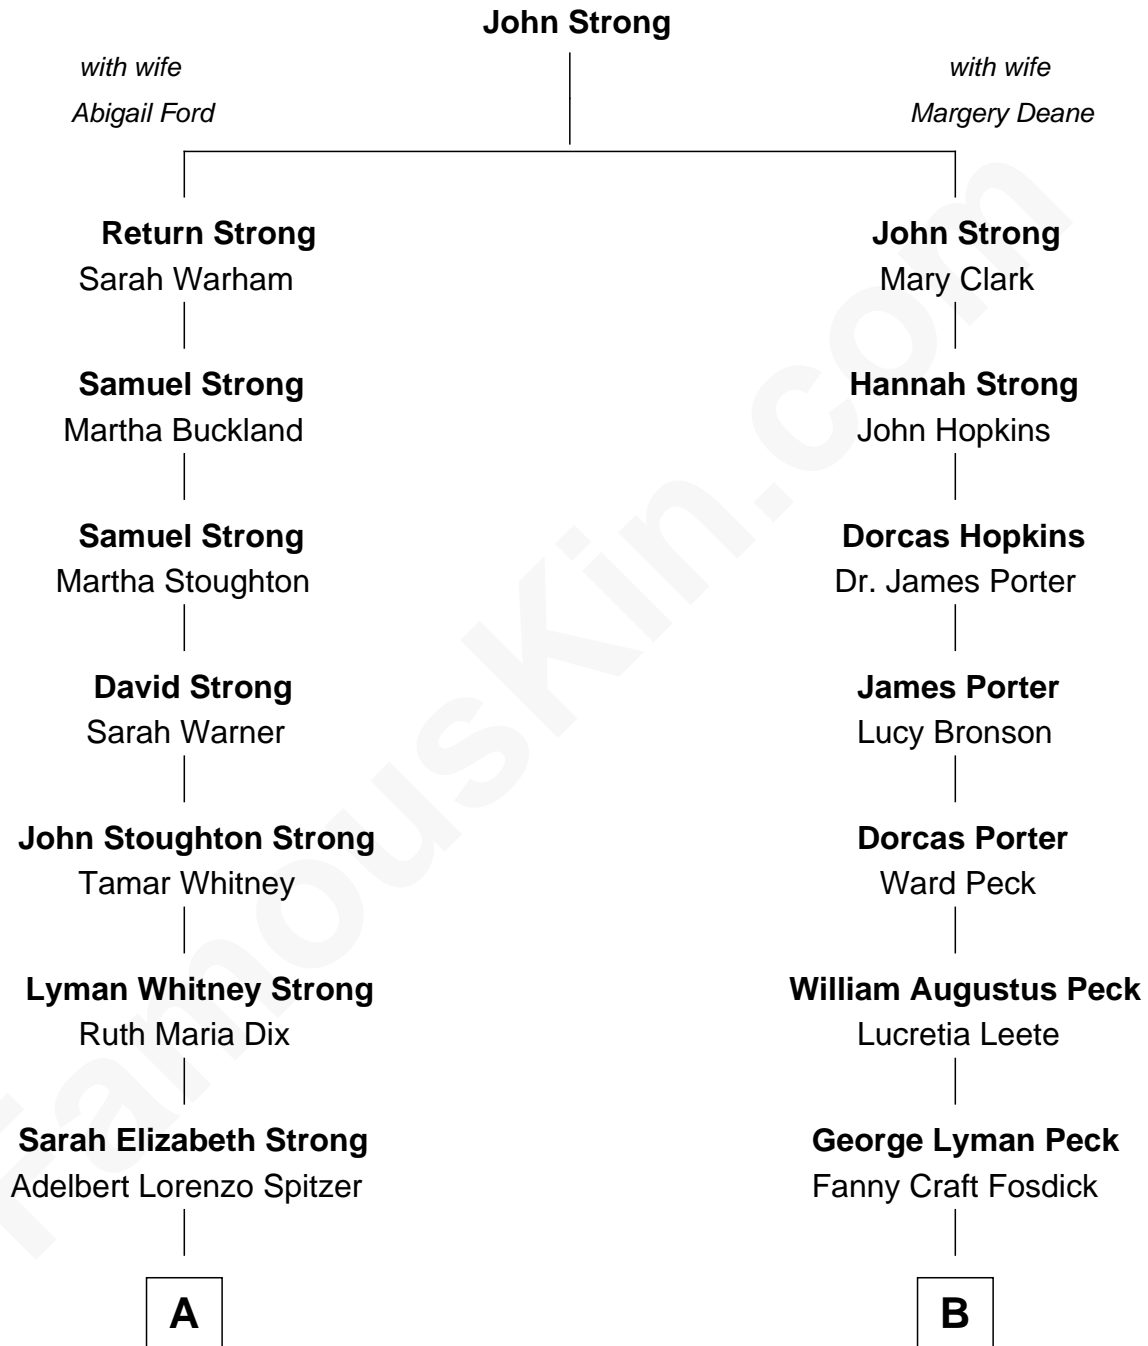 John Strong
with wife
Abigail Ford
with wife
Margery Deane
Return Strong
Sarah Warham
John Strong
Mary Clark
Samuel Strong
Martha Buckland
Hannah Strong
John Hopkins
Samuel Strong
Martha Stoughton
Dorcas Hopkins
Dr. James Porter
David Strong
Sarah Warner
James Porter
Lucy Bronson
John Stoughton Strong
Tamar Whitney
Dorcas Porter
Ward Peck
Lyman Whitney Strong
Ruth Maria Dix
William Augustus Peck
Lucretia Leete
Sarah Elizabeth Strong
Adelbert Lorenzo Spitzer
George Lyman Peck
Fanny Craft Fosdick
A
B
FamousKin.com